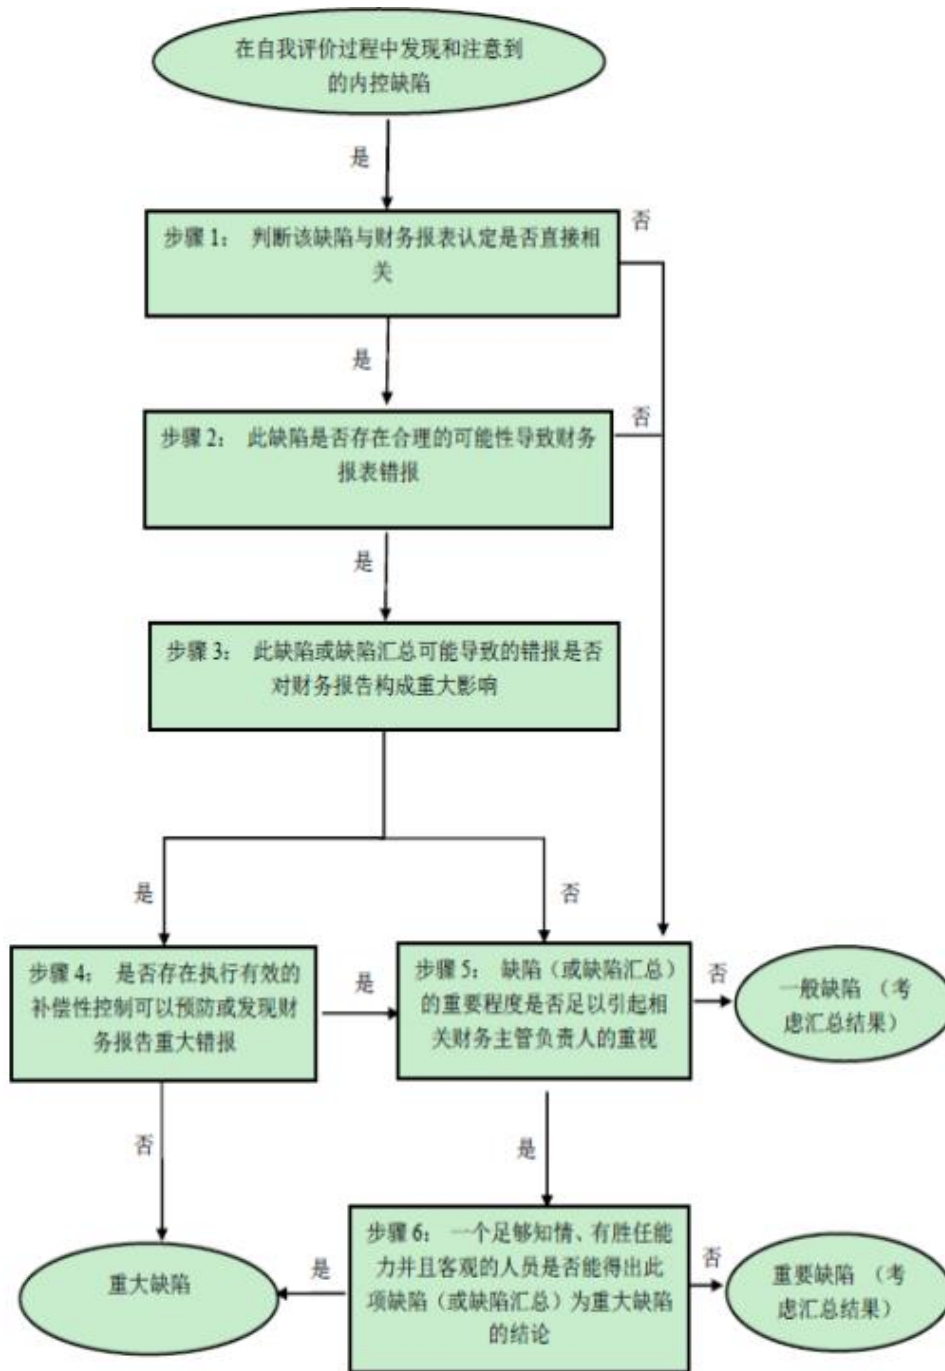 在自我评价过程中发现和注意到
的内控缺陷
是
否
步骤 1： 判断该缺陷与财务报表认定是否直接相
关
是
否
步骤 2： 此缺陷是否存在合理的可能性导致财务
报表错报
是
步骤 3： 此缺陷或缺陷汇总可能导致的错报是否
对财务报告构成重大影响
是
否
步骤 4： 是否存在执行有效的
补偿性控制可以预防或发现财
务报告重大错报
是
步骤 5： 缺陷（或缺陷汇总）
的重要程度是否足以引起相
关财务主管负责人的重视
否
一般缺陷 （考
虑汇总结果）
否
是
重大缺陷
是
步骤 6： 一个足够知情、有胜任能
力并且客观的人员是否能得出此
项缺陷（或缺陷汇总）为重大缺陷
的结论
否
重要缺陷 （考
虑汇总结果）